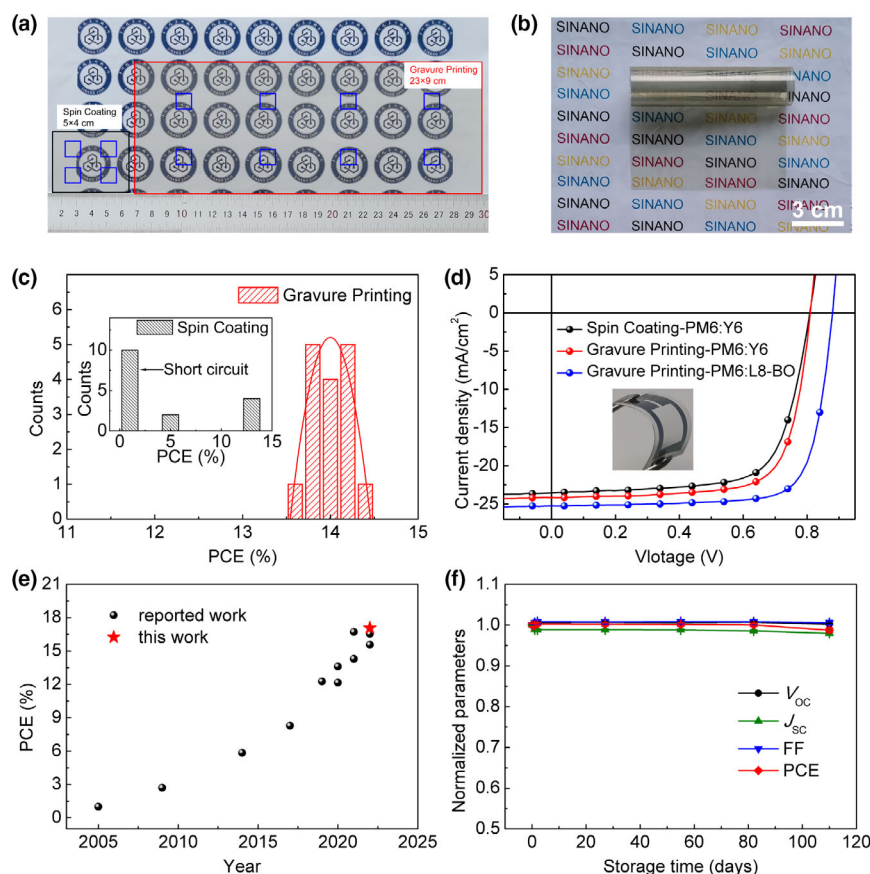 (a)
Gravure Printing
23×9 cm
Spin Coating
5×4 cm
2 3 4 5 6 7 8 9 10 11 12 13 14 15 16 17 18 19 20 21 22 23 24 25 26 27 28 29 30
(b)
SINANO SINANO SINANO SINANO
SINANO SINANO SINANO SINANO
SINANO SINANO SINANO SINANO
SINANO SINANO
SINANO SINANO
SINANO SINANO SINANO SINANO
SINANO SINANO SINANO SINANO
SINANO SINANO SINANO SINANO
SINANO SINANO SINANO SINANO
SINANO SINANO SINANO SINANO
3 cm
(c)
Gravure Printing
Spin Coating
Short circuit
Counts
10
5
0
0 5 10 15
PCE (%)
Counts
6
5
4
3
2
1
0
11 12 13 14 15
PCE (%)
(d)
Current density (mA/cm²)
5
0
-5
-10
-15
-20
-25
Spin Coating-PM6:Y6
Gravure Printing-PM6:Y6
Gravure Printing-PM6:L8-BO
0.0 0.2 0.4 0.6 0.8
Vlotage (V)
(e)
PCE (%)
21
18
15
12
9
6
3
0
reported work
this work
2005 2010 2015 2020 2025
Year
(f)
Normalized parameters
1.1
1.0
0.9
0.8
0.7
0.6
0.5
VOC
JSC
FF
PCE
0 20 40 60 80 100 120
Storage time (days)